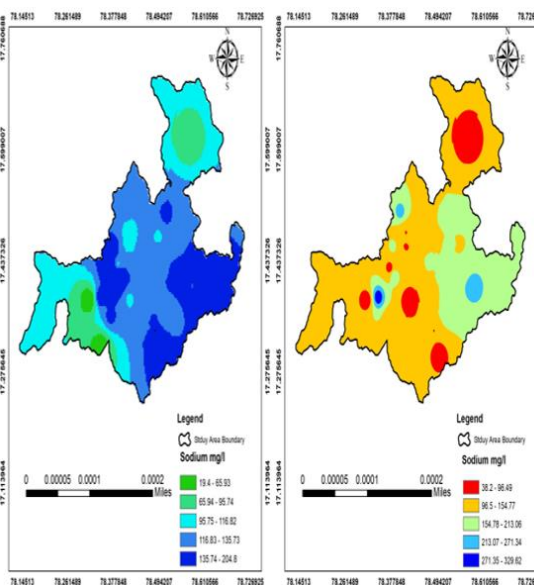 78.14513 78.261489 78.377848 78.494207 78.610566 78.726925
78.14513 78.261489 78.377848 78.494207 78.610566 78.726
17.760688
17.599007
17.437326
17.275645
17.113964
N
W E
S
Legend
Stduy Area Boundary
Sodium mg/l
0 0.00005 0.0001 0.0002
Miles
19.4 - 65.93
65.94 - 95.74
95.75 - 116.82
116.83 - 135.73
135.74 - 204.8
78.14513 78.261489 78.377848 78.494207 78.610566 78.726925
17.760688
17.599007
17.437326
17.275645
17.113964
N
W E
S
Legend
Stduy Area Boundary
Sodium mg/l
0 0.00005 0.0001 0.0002
Miles
38.2 - 96.49
96.5 - 154.77
154.78 - 213.06
213.07 - 271.34
271.35 - 329.62
78.14513 78.261489 78.377848 78.494207 78.610566 78.726